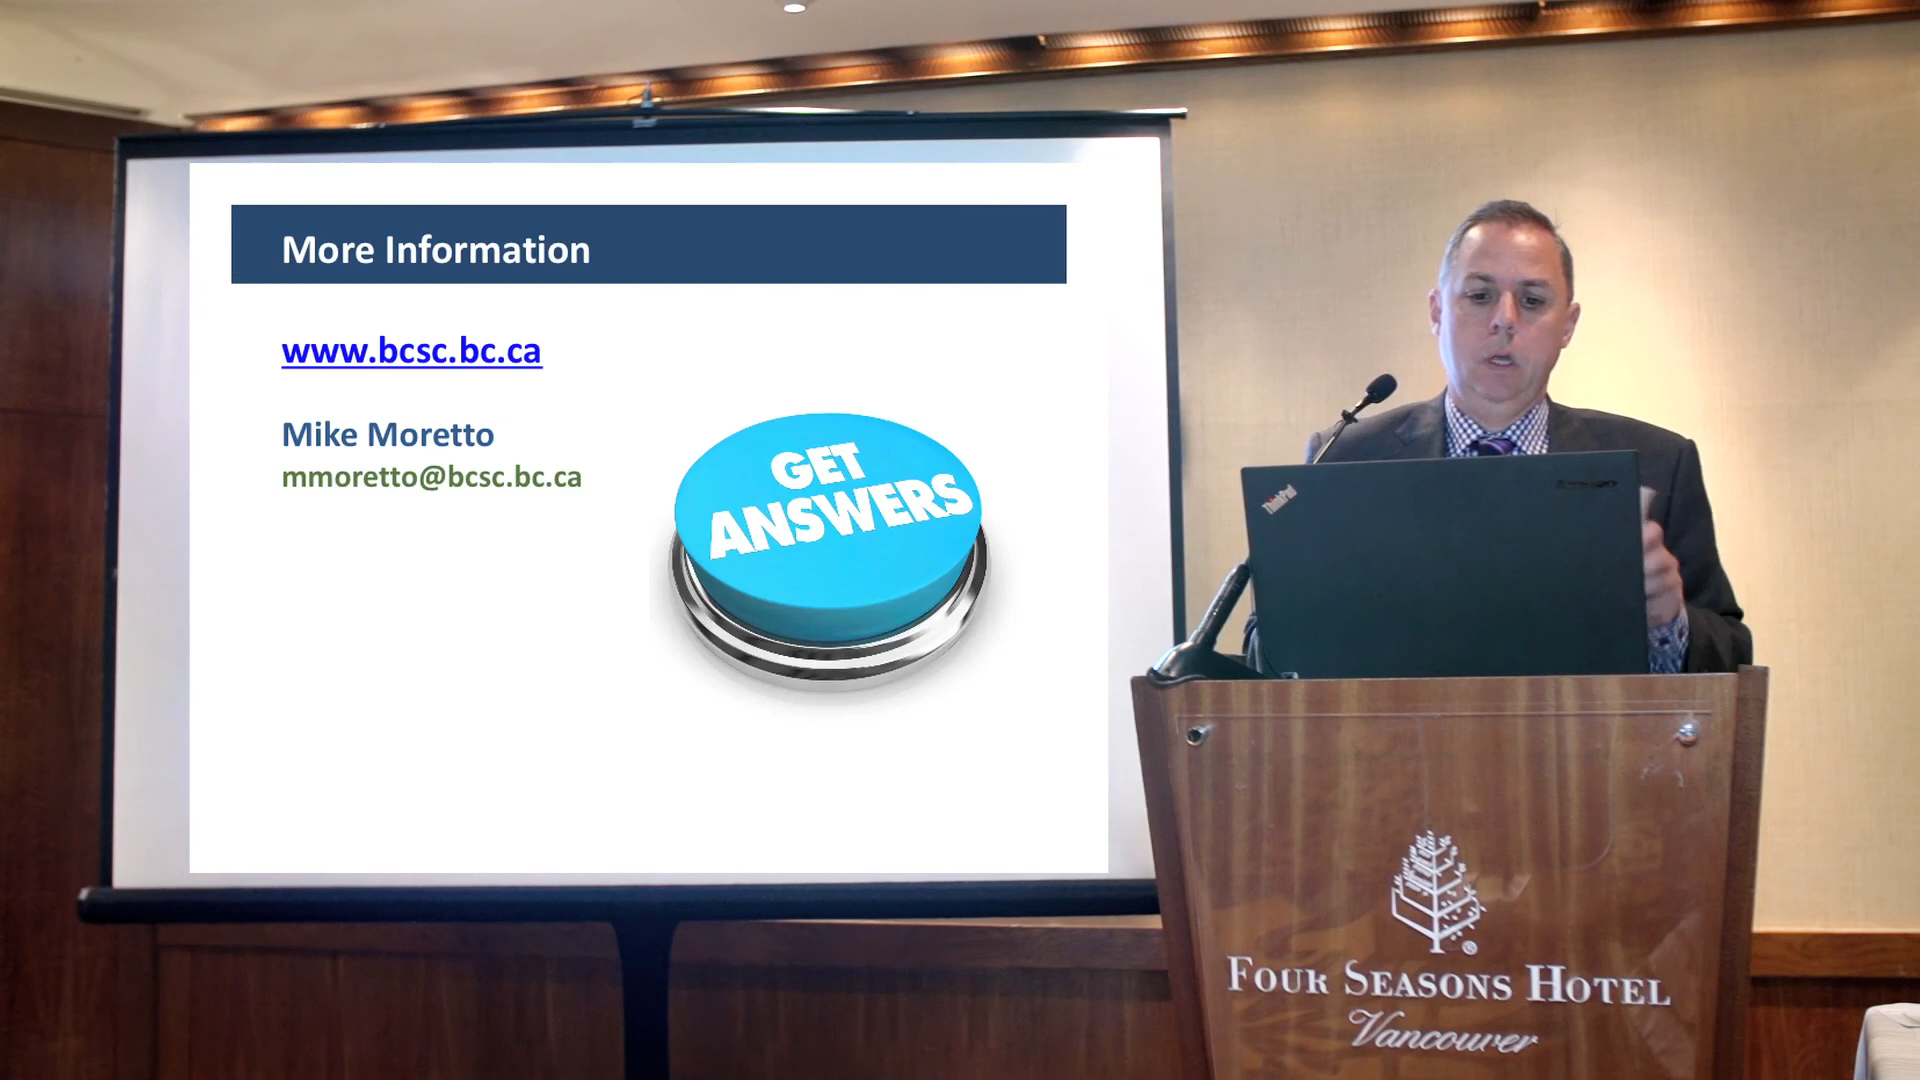 More Information
www.bcsc.bc.ca
Mike Moretto
mmoretto@bcsc.bc.ca
GET
ANSWERS
ThinkPad
FOUR SEASONS HOTEL
Vancouver